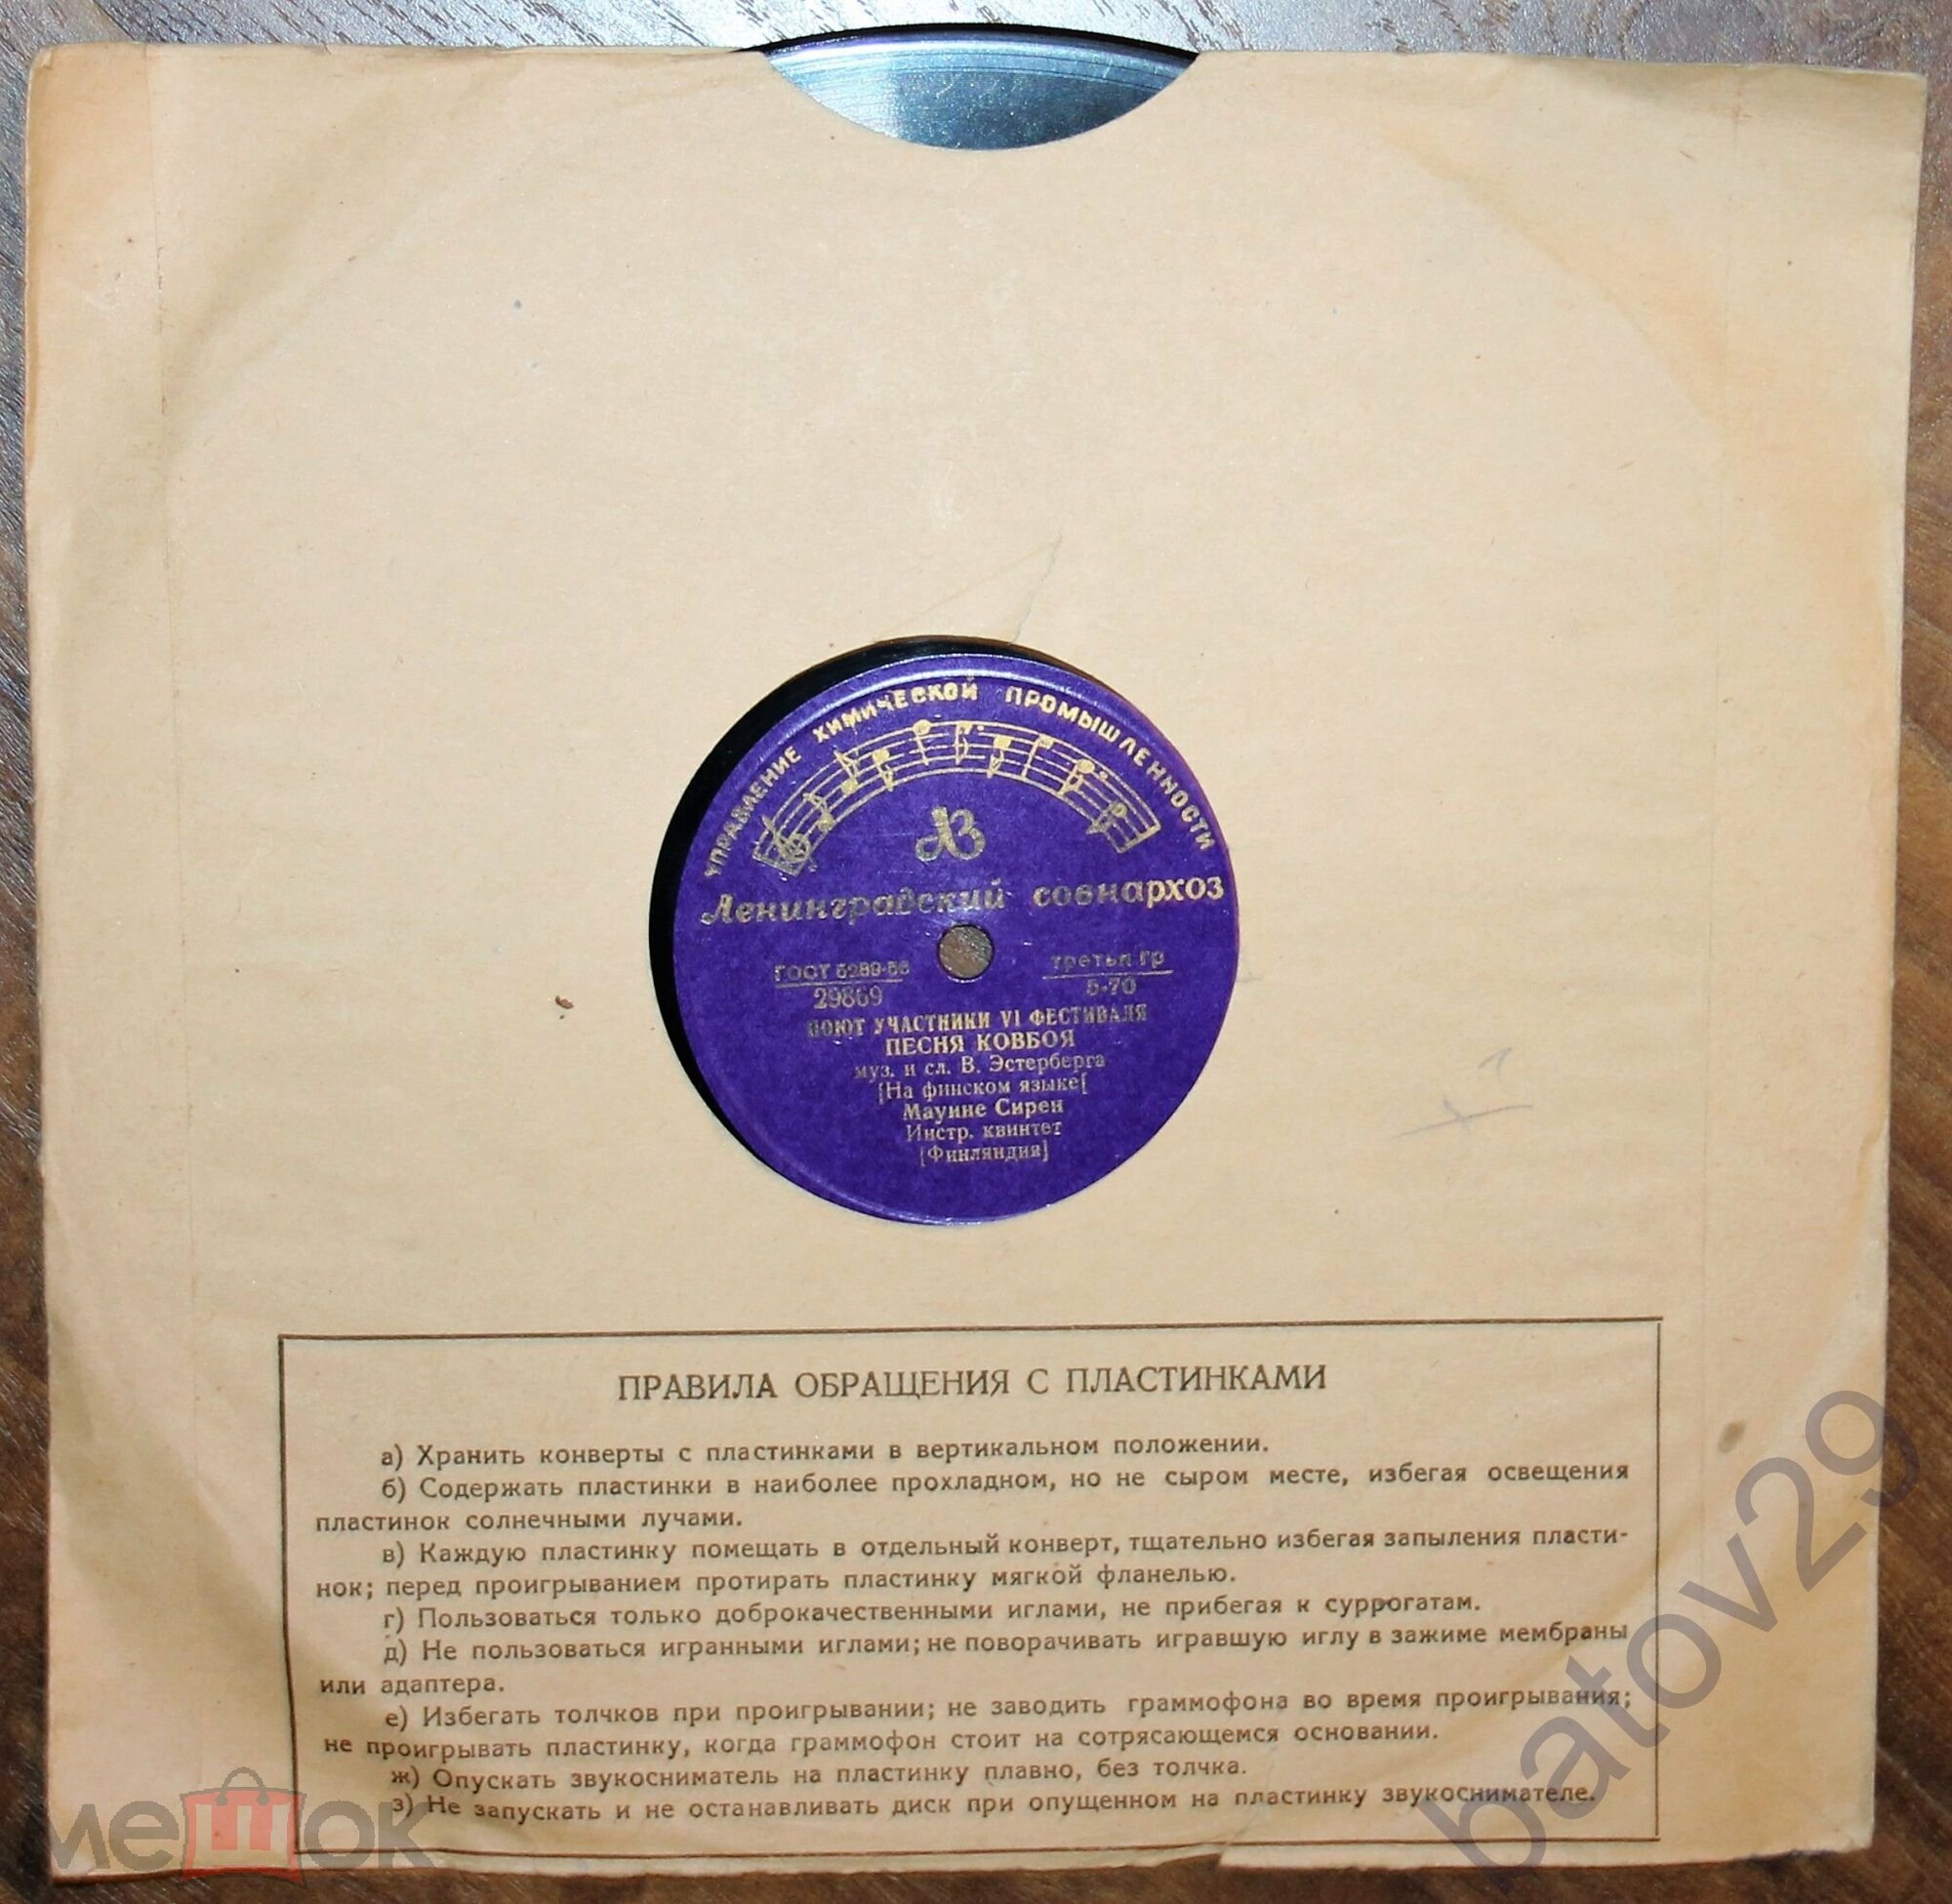 УПРАВЛЕНИЕ ХИМИЧЕСКОЙ ПРОМЫШЛЕННОСТИ
ЛВ
Ленинградский совнархоз
ГОСТ 5289-56
29869
третья гр
5-70
ПОЮТ УЧАСТНИКИ VI ФЕСТИВАЛЯ
ПЕСНЯ КОВБОЯ
муз. и сл. В. Эстерберга
[На финском языке[
Мауине Сирен
Инстр. квинтет
[Финляндия]
ПРАВИЛА ОБРАЩЕНИЯ С ПЛАСТИНКАМИ
а) Хранить конверты с пластинками в вертикальном положении.
б) Содержать пластинки в наиболее прохладном, но не сыром месте, избегая освещения
пластинок солнечными лучами.
в) Каждую пластинку помещать в отдельный конверт, тщательно избегая запыления пласти-
нок; перед проигрыванием протирать пластинку мягкой фланелью.
г) Пользоваться только доброкачественными иглами, не прибегая к суррогатам.
д) Не пользоваться игранными иглами; не поворачивать игравшую иглу в зажиме мембраны
или адаптера.
е) Избегать толчков при проигрывании; не заводить граммофона во время проигрывания;
не проигрывать пластинку, когда граммофон стоит на сотрясающемся основании.
ж) Опускать звукосниматель на пластинку плавно, без толчка.
з) Не запускать и не останавливать диск при опущенном на пластинку звукоснимателе.
мешок
batov29